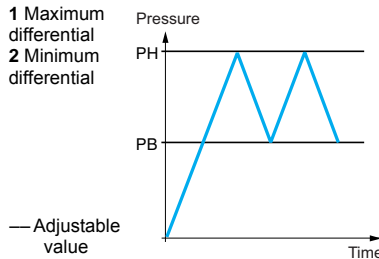 1 Maximum
differential
2 Minimum
differential
Pressure
PH
PB
— Adjustable
value
Time